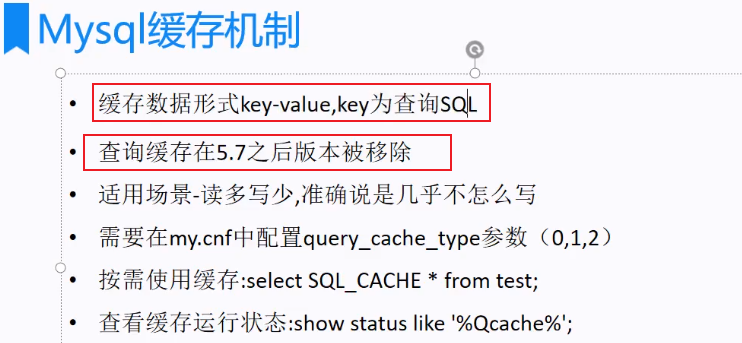 Mysql缓存机制
• 缓存数据形式key-value,key为查询SQL
• 查询缓存在5.7之后版本被移除
• 适用场景-读多写少,准确说是几乎不怎么写
• 需要在my.cnf中配置query_cache_type参数（0,1,2）
• 按需使用缓存:select SQL_CACHE * from test;
• 查看缓存运行状态:show status like '%Qcache%';